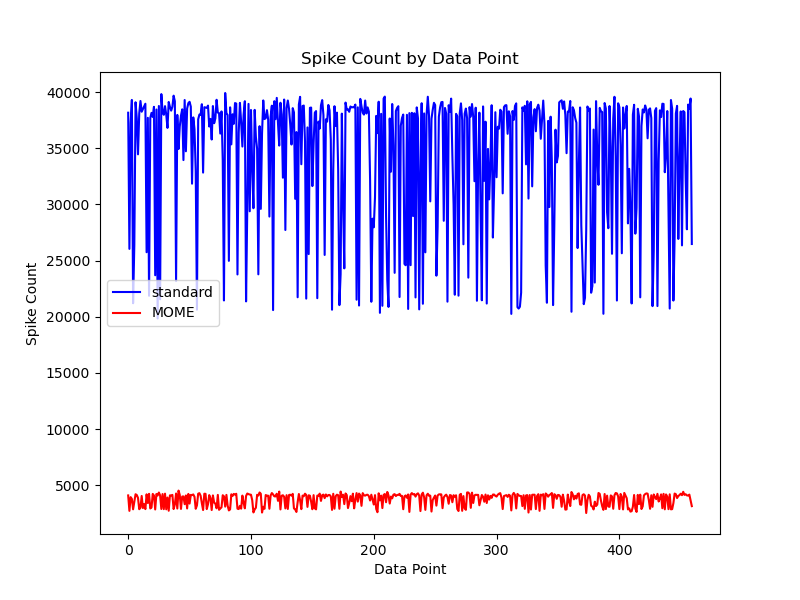 Spike Count by Data Point
40000
35000
30000
25000
20000
15000
10000
5000
Spike Count
standard
MOME
0 100 200 300 400
Data Point